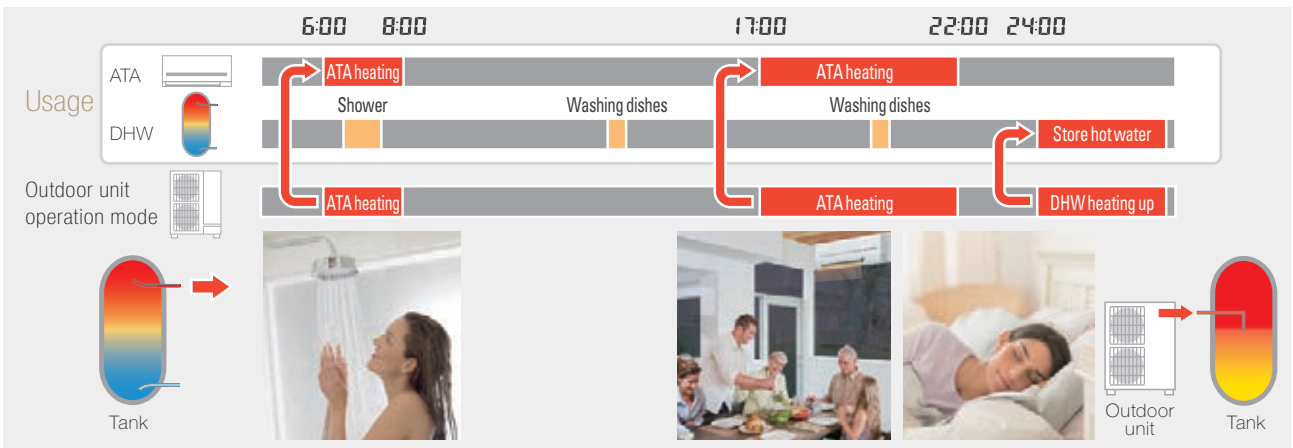 6:00 8:00 17:00 22:00 24:00
Usage
ATA
ATA heating ATA heating
Shower Washing dishes Washing dishes
DHW
Store hot water
Outdoor unit
operation mode
ATA heating ATA heating DHW heating up
Tank
Outdoor
unit
Tank